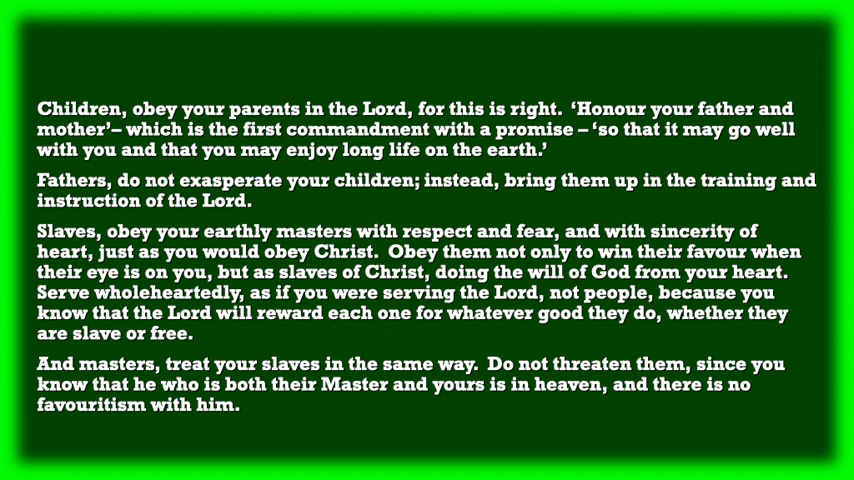 Children, obey your parents in the Lord, for this is right.  ‘Honour your father and
mother’– which is the first commandment with a promise – ‘so that it may go well
with you and that you may enjoy long life on the earth.’
Fathers, do not exasperate your children; instead, bring them up in the training and
instruction of the Lord.
Slaves, obey your earthly masters with respect and fear, and with sincerity of
heart, just as you would obey Christ.  Obey them not only to win their favour when
their eye is on you, but as slaves of Christ, doing the will of God from your heart.
Serve wholeheartedly, as if you were serving the Lord, not people, because you
know that the Lord will reward each one for whatever good they do, whether they
are slave or free.
And masters, treat your slaves in the same way.  Do not threaten them, since you
know that he who is both their Master and yours is in heaven, and there is no
favouritism with him.